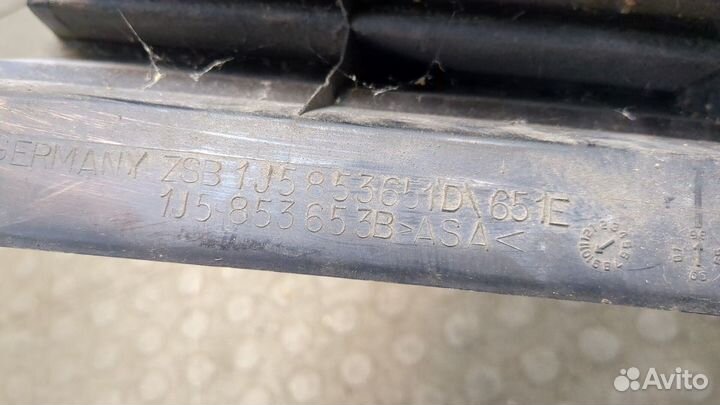 GERMANY ZSB 1J5 853651D\651E
1J5-853 653B >ASA<
Avito